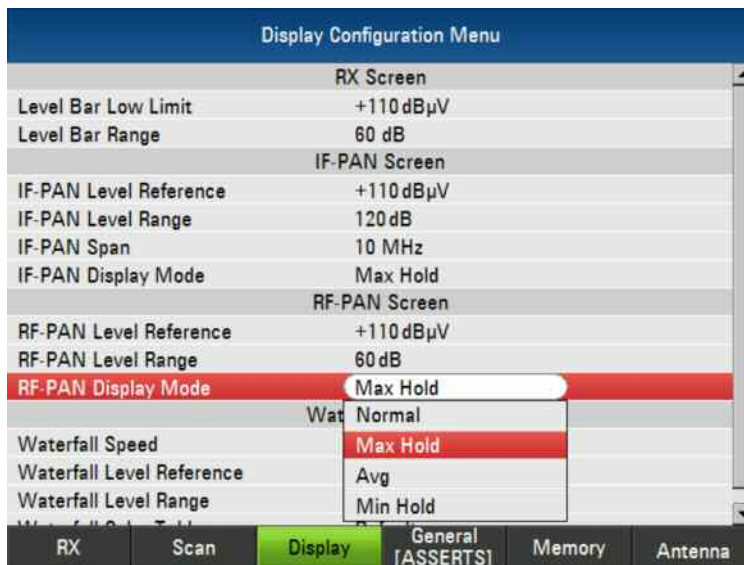 Display Configuration Menu
RX Screen
Level Bar Low Limit +110 dBµV
Level Bar Range 60 dB
IF-PAN Screen
IF-PAN Level Reference +110 dBµV
IF-PAN Level Range 120 dB
IF-PAN Span 10 MHz
IF-PAN Display Mode Max Hold
RF-PAN Screen
RF-PAN Level Reference +110 dBµV
RF-PAN Level Range 60 dB
RF-PAN Display Mode Max Hold
Wat Normal
Waterfall Speed Max Hold
Waterfall Level Reference Avg
Waterfall Level Range Min Hold
RX Scan Display General [ASSERTS] Memory Antenna